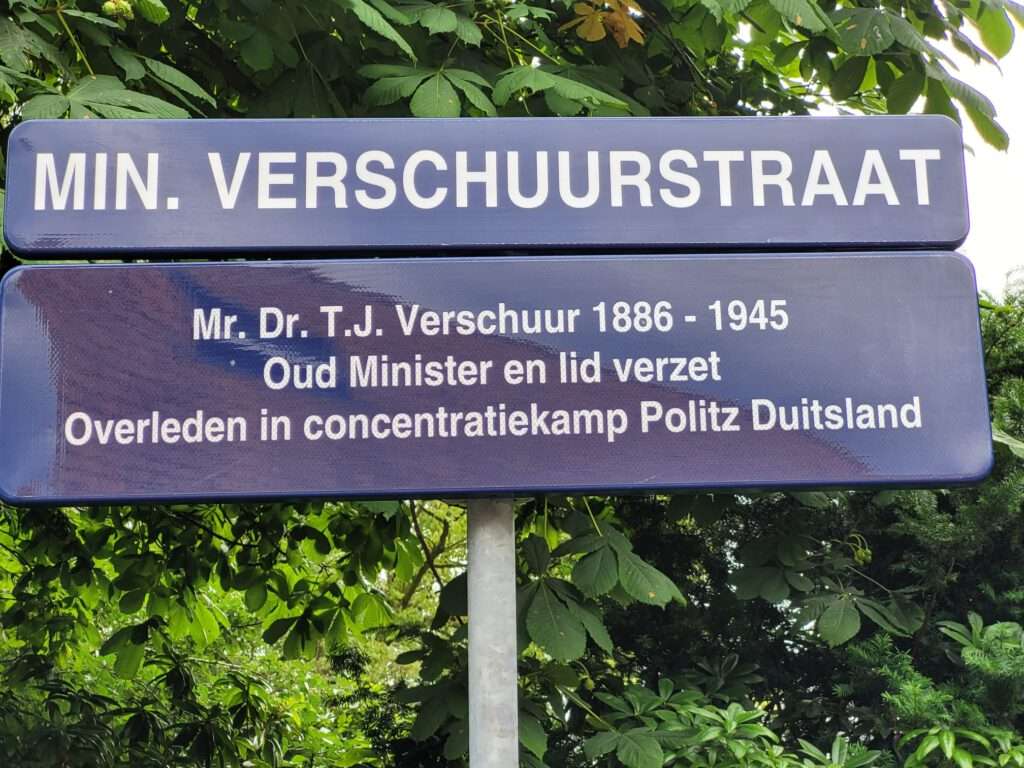 MIN. VERSCHUURSTRAAT
Mr. Dr. T.J. Verschuur 1886 - 1945
Oud Minister en lid verzet
Overleden in concentratiekamp Politz Duitsland